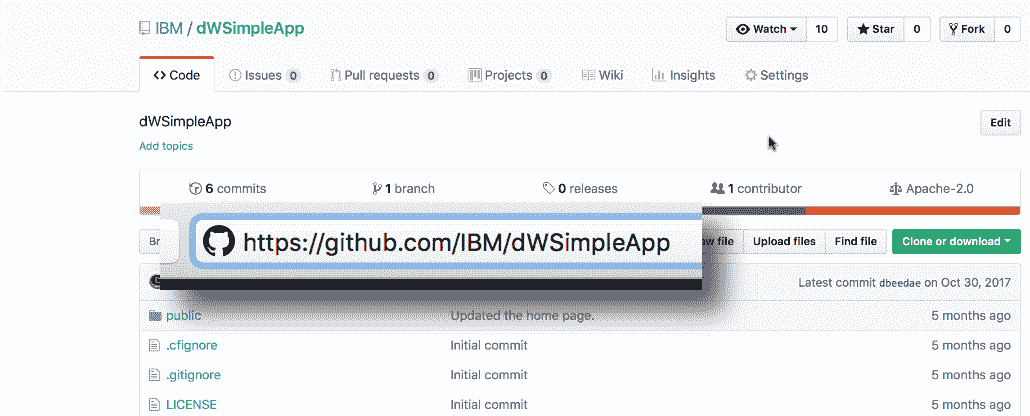 IBM / dWSimpleApp
Watch 10 Star 0 Fork 0
Code Issues 0 Pull requests 0 Projects 0 Wiki Insights Settings
dWSimpleApp
Edit
Add topics
6 commits 1 branch 0 releases 1 contributor Apache-2.0
https://github.com/IBM/dWSimpleApp
file Upload files Find file Clone or download
Latest commit dbeedae on Oct 30, 2017
public Updated the home page. 5 months ago
.cfignore Initial commit 5 months ago
.gitignore Initial commit 5 months ago
LICENSE Initial commit 5 months ago